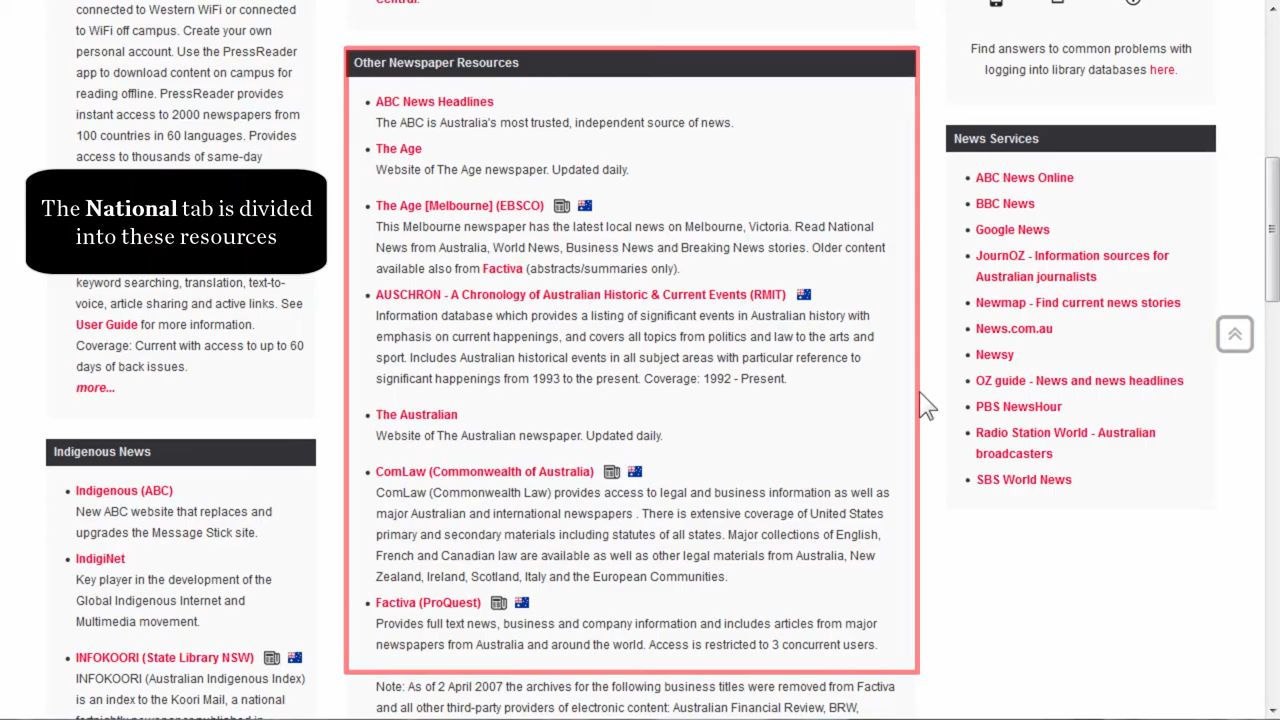 connected to Western WiFi or connected
to WiFi off campus. Create your own
personal account. Use the PressReader
app to download content on campus for
reading offline. PressReader provides
instant access to 2000 newspapers from
100 countries in 60 languages. Provides
access to thousands of same-day
The National tab is divided
into these resources
keyword searching, translation, text-to-
voice, article sharing and active links. See
User Guide for more information.
Coverage: Current with access to up to 60
days of back issues.
more...
Indigenous News
Indigenous (ABC)
New ABC website that replaces and
upgrades the Message Stick site.
IndigiNet
Key player in the development of the
Global Indigenous Internet and
Multimedia movement.
INFOKOORI (State Library NSW)
INFOKOORI (Australian Indigenous Index)
is an index to the Koori Mail, a national
fortnightly newspaper published in
Central.
Other Newspaper Resources
ABC News Headlines
The ABC is Australia's most trusted, independent source of news.
The Age
Website of The Age newspaper. Updated daily.
The Age [Melbourne] (EBSCO)
This Melbourne newspaper has the latest local news on Melbourne, Victoria. Read National
News from Australia, World News, Business News and Breaking News stories. Older content
available also from Factiva (abstracts/summaries only).
AUSCHRON - A Chronology of Australian Historic & Current Events (RMIT)
Information database which provides a listing of significant events in Australian history with
emphasis on current happenings, and covers all topics from politics and law to the arts and
sport. Includes Australian historical events in all subject areas with particular reference to
significant happenings from 1993 to the present. Coverage: 1992 - Present.
The Australian
Website of The Australian newspaper. Updated daily.
ComLaw (Commonwealth of Australia)
ComLaw (Commonwealth Law) provides access to legal and business information as well as
major Australian and international newspapers . There is extensive coverage of United States
primary and secondary materials including statutes of all states. Major collections of English,
French and Canadian law are available as well as other legal materials from Australia, New
Zealand, Ireland, Scotland, Italy and the European Communities.
Factiva (ProQuest)
Provides full text news, business and company information and includes articles from major
newspapers from Australia and around the world. Access is restricted to 3 concurrent users.
Note: As of 2 April 2007 the archives for the following business titles were removed from Factiva
and all other third-party providers of electronic content: Australian Financial Review, BRW,
Find answers to common problems with
logging into library databases here.
News Services
ABC News Online
BBC News
Google News
JournOZ - Information sources for
Australian journalists
Newmap - Find current news stories
News.com.au
Newsy
OZ guide - News and news headlines
PBS NewsHour
Radio Station World - Australian
broadcasters
SBS World News